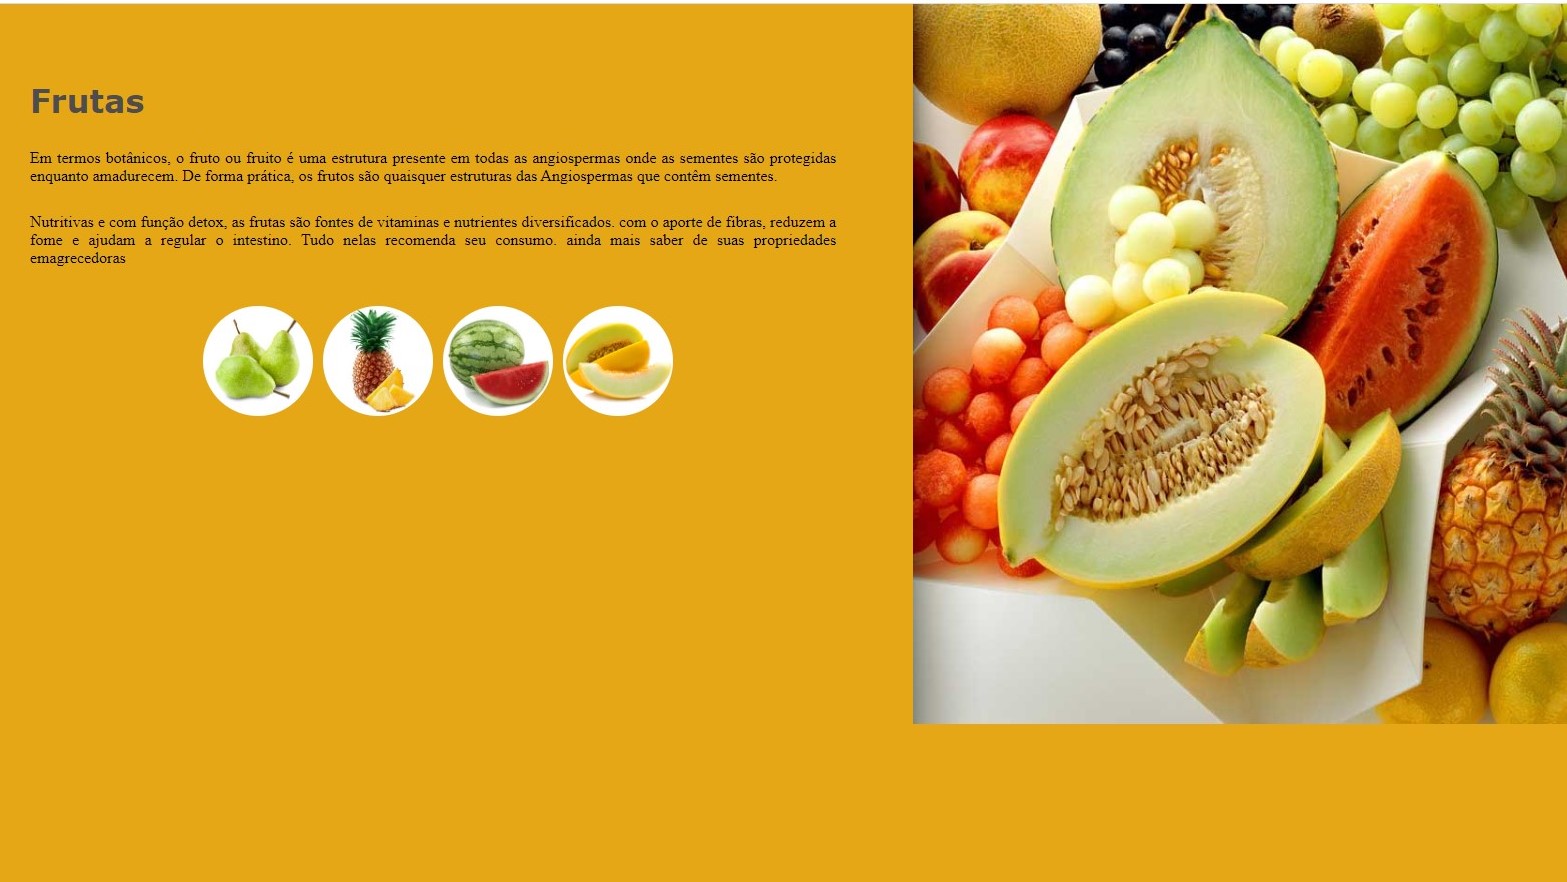 Frutas
Em termos botânicos, o fruto ou fruito é uma estrutura presente em todas as angiospermas onde as sementes são protegidas
enquanto amadurecem. De forma prática, os frutos são quaisquer estruturas das Angiospermas que contêm sementes.
Nutritivas e com função detox, as frutas são fontes de vitaminas e nutrientes diversificados. com o aporte de fibras, reduzem a
fome e ajudam a regular o intestino. Tudo nelas recomenda seu consumo. ainda mais saber de suas propriedades
emagrecedoras